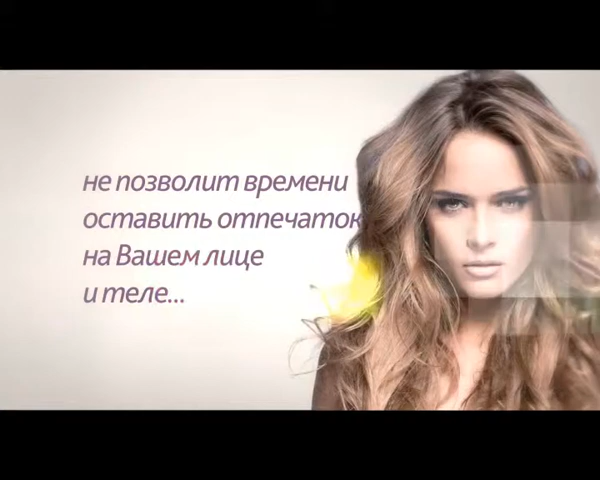 не позволит времени
оставить отпечаток
на Вашем лице
и теле...